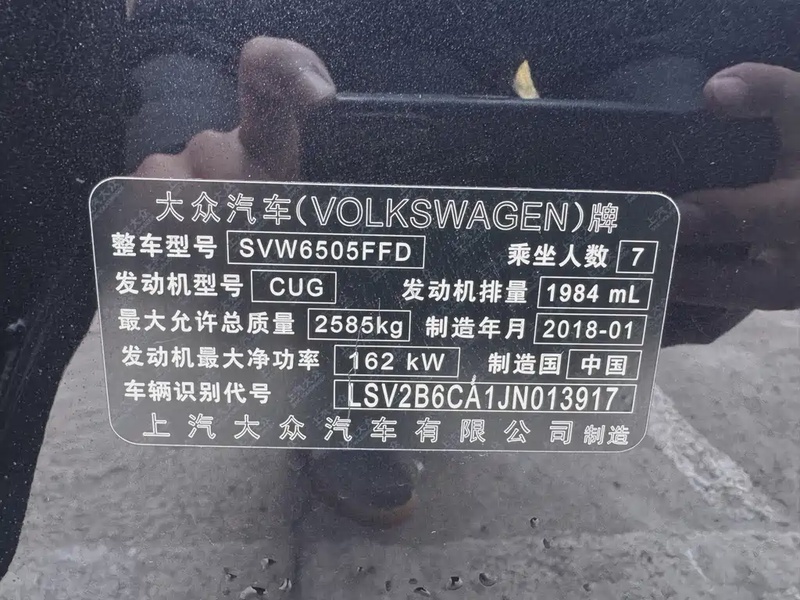 大众汽车(VOLKSWAGEN)牌
整车型号 SVW6505FFD 乘坐人数 7
发动机型号 CUG 发动机排量 1984 mL
最大允许总质量 2585kg 制造年月 2018-01
发动机最大净功率 162 kW 制造国 中国
车辆识别代号 LSV2B6CA1JN013917
上汽大众汽车有限公司 制造